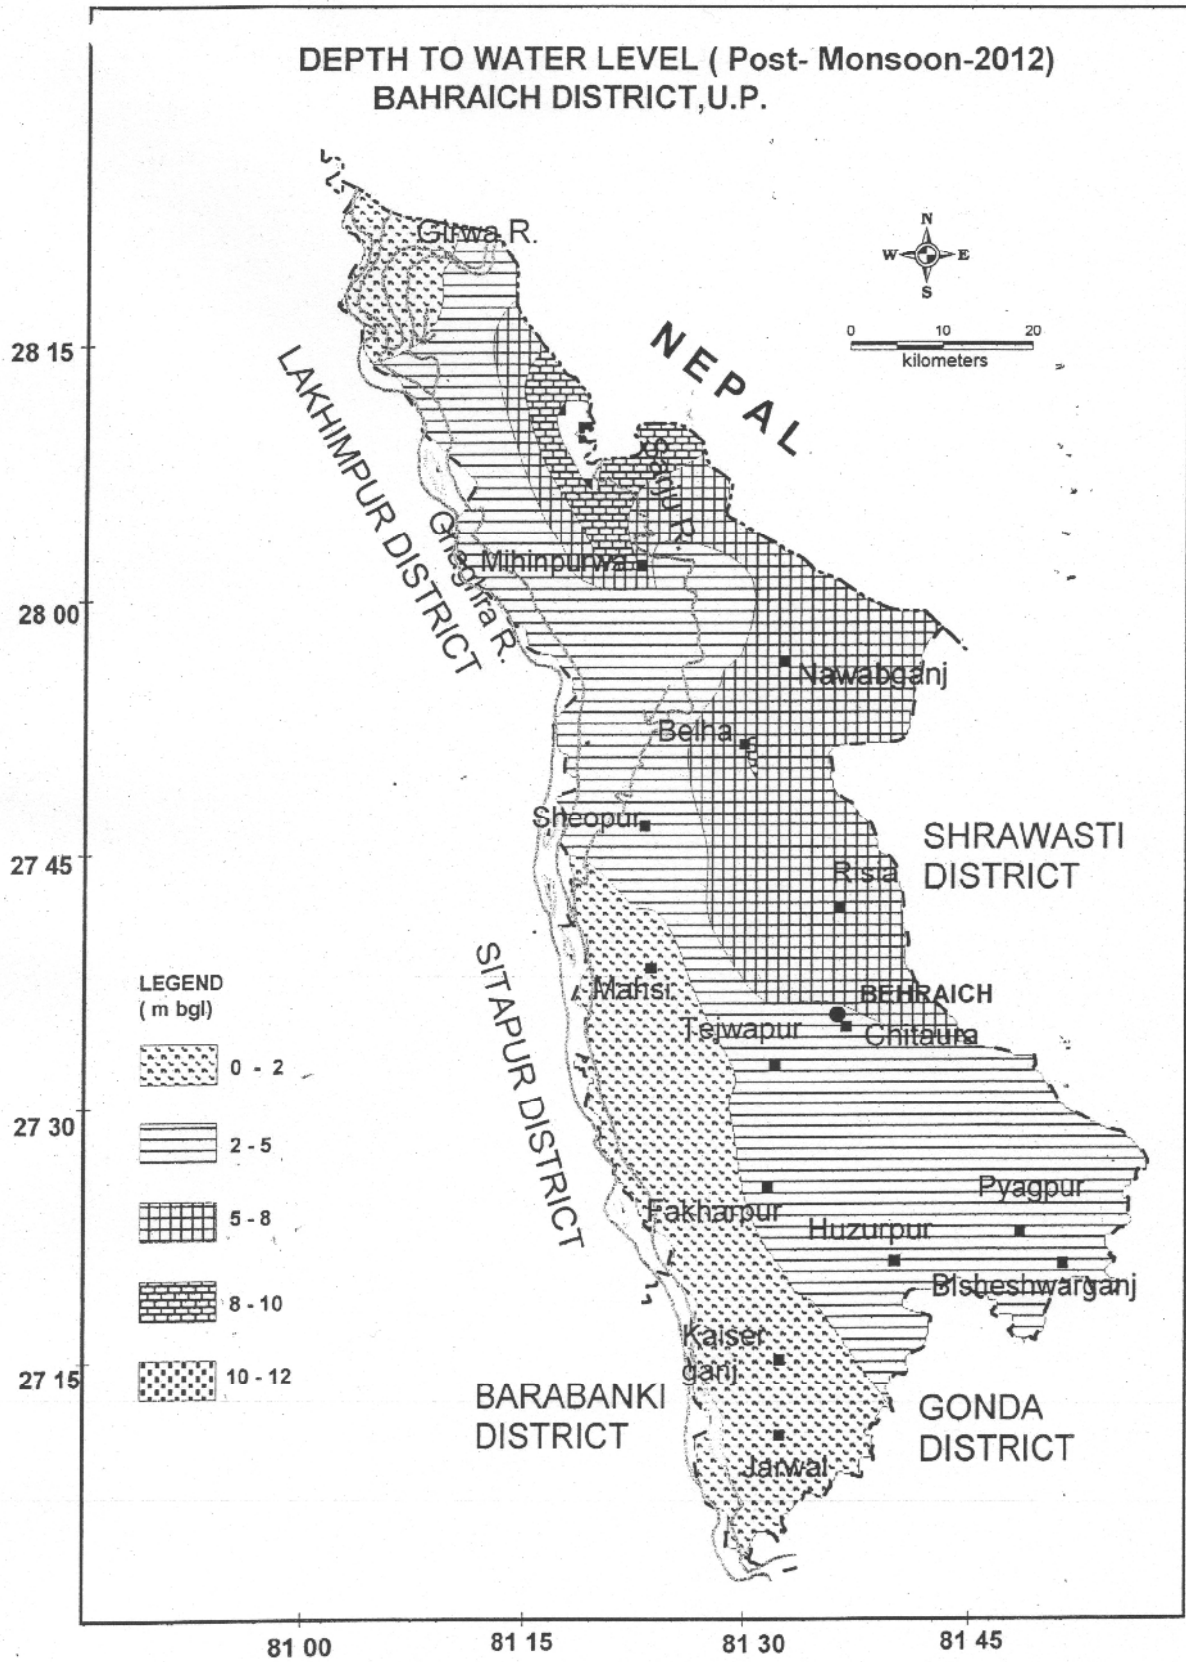 DEPTH TO WATER LEVEL ( Post- Monsoon-2012)
BAHRAICH DISTRICT,U.P.
Girwa R.
N
W E
S
0 10 20
kilometers
28 15
NEPAL
LAKHIMPUR DISTRICT
Sarju R.
Ghaghra R.
Mihinpurwa
28 00
Nawabganj
Belha
Sheopur
SHRAWASTI
DISTRICT
27 45
Risia
SITAPUR DISTRICT
Mahsi
BEHRAICH
Tejwapur
Chitaura
LEGEND
( m bgl)
0 - 2
27 30
2 - 5
Pyagpur
Fakharpur
5 - 8
Huzurpur
Bisheshwarganj
8 - 10
Kaiser
ganj
27 15
10 - 12
BARABANKI
DISTRICT
GONDA
DISTRICT
Jarwal
81 00
81 15
81 30
81 45